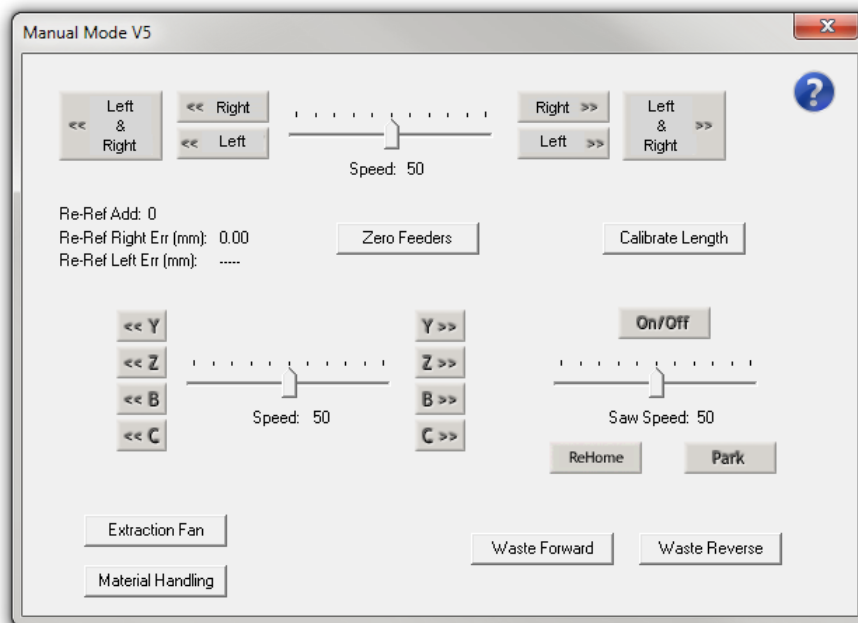 Manual Mode V5
x
?
<< Left & Right
<< Right
<< Left
Speed: 50
Right >>
Left >>
Left & Right >>
Re-Ref Add: 0
Re-Ref Right Err (mm): 0.00
Re-Ref Left Err (mm): -----
Zero Feeders
Calibrate Length
<< Y
<< Z
<< B
<< C
Speed: 50
Y >>
Z >>
B >>
C >>
On/Off
Saw Speed: 50
ReHome
Park
Extraction Fan
Material Handling
Waste Forward
Waste Reverse